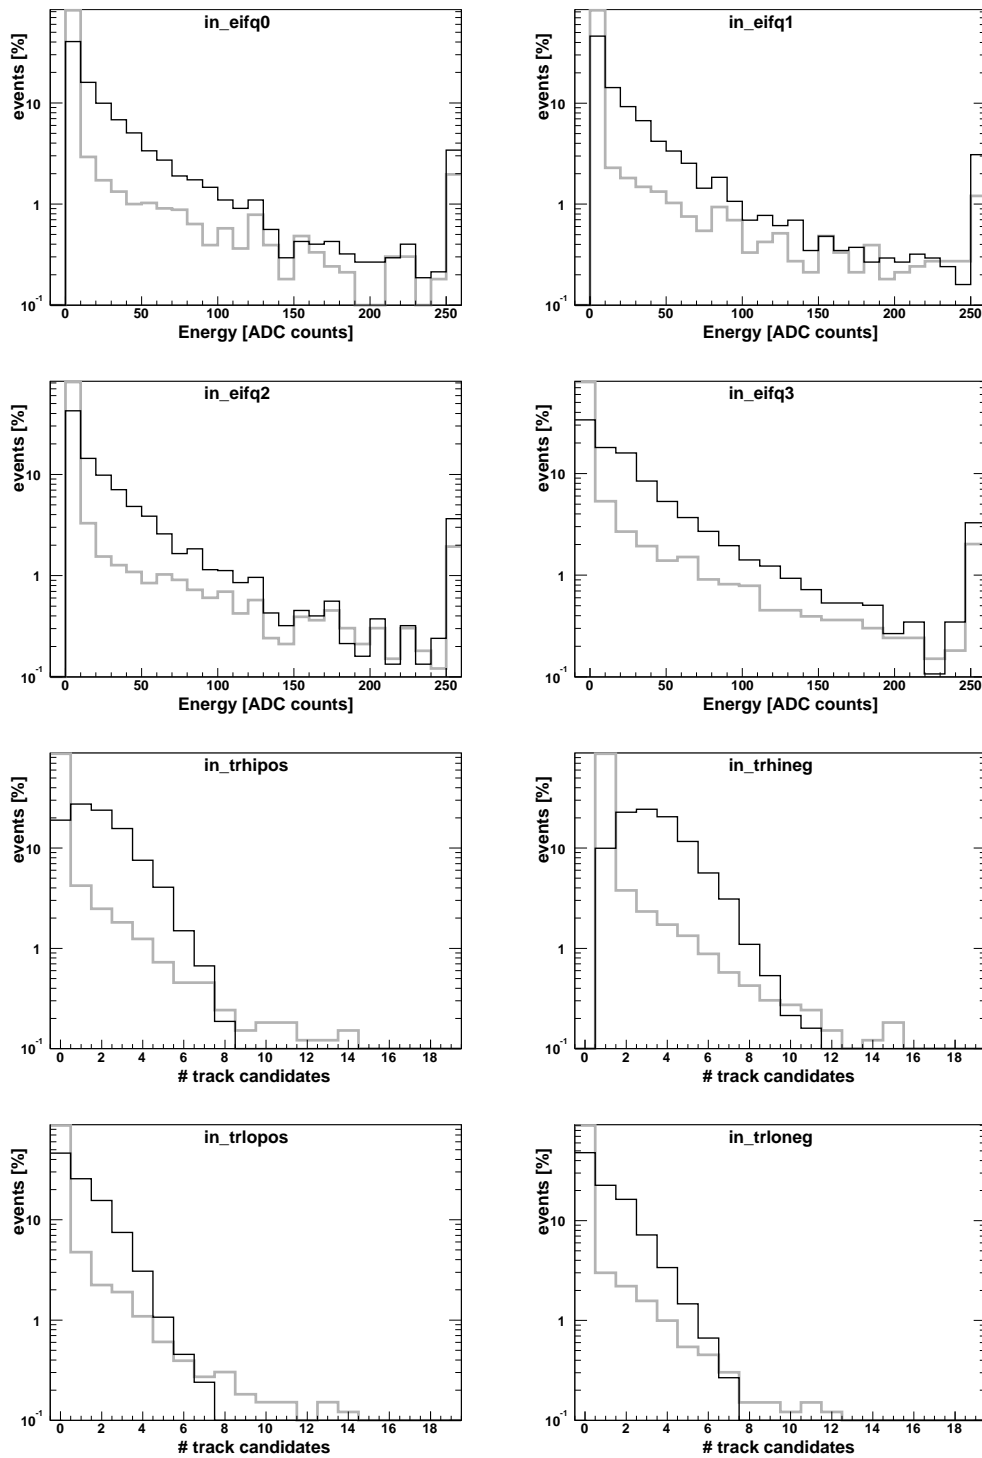 in_eifq0
events [%]
10
1
10⁻¹
0 50 100 150 200 250
Energy [ADC counts]
in_eifq1
events [%]
10
1
10⁻¹
0 50 100 150 200 250
Energy [ADC counts]
in_eifq2
events [%]
10
1
10⁻¹
0 50 100 150 200 250
Energy [ADC counts]
in_eifq3
events [%]
10
1
10⁻¹
0 50 100 150 200 250
Energy [ADC counts]
in_trhipos
events [%]
10
1
10⁻¹
0 2 4 6 8 10 12 14 16 18
# track candidates
in_trhineg
events [%]
10
1
10⁻¹
0 2 4 6 8 10 12 14 16 18
# track candidates
in_trlopos
events [%]
10
1
10⁻¹
0 2 4 6 8 10 12 14 16 18
# track candidates
in_trloneg
events [%]
10
1
10⁻¹
0 2 4 6 8 10 12 14 16 18
# track candidates